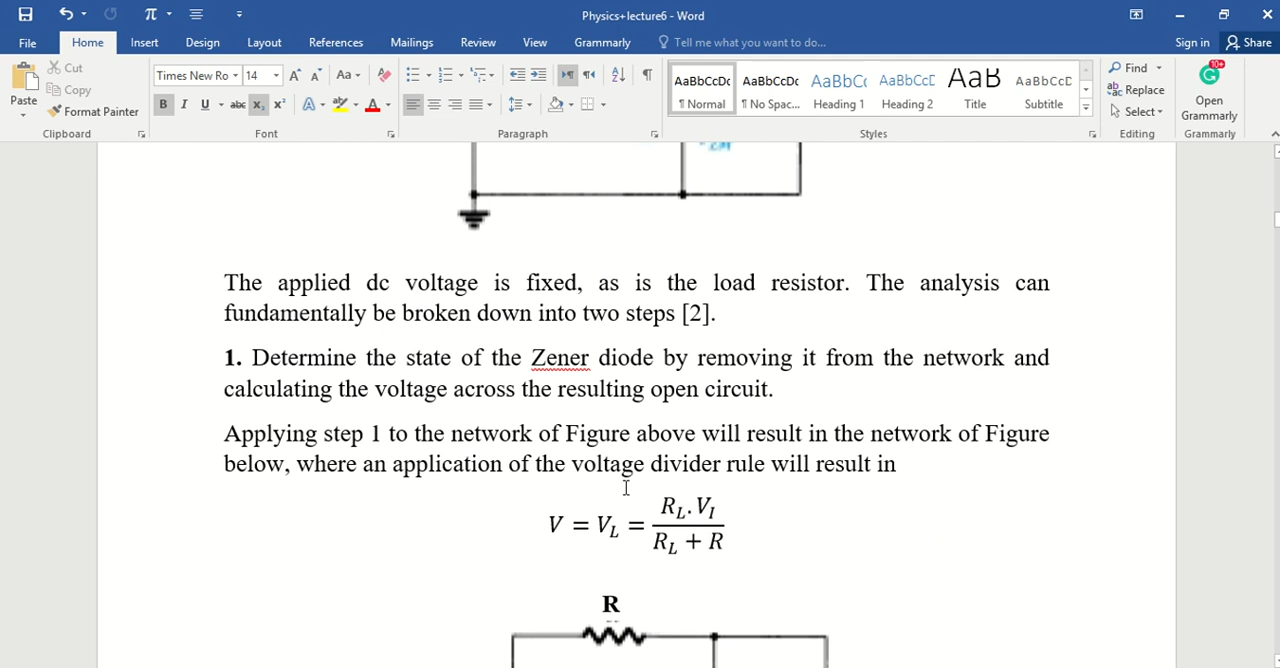 Physics+lecture6 - Word
File Home Insert Design Layout References Mailings Review View Grammarly Tell me what you want to do... Sign in Share
Cut
Copy
Format Painter
Paste
Clipboard
Times New Ro 14
Font
Paragraph
AaBbCcDc AaBbCcDc AaBbCc AaBbCcD AaB AaBbCcD
¶ Normal ¶ No Spac... Heading 1 Heading 2 Title Subtitle
Styles
Find
Replace
Select
Editing
10+
Open
Grammarly
Grammarly
The applied dc voltage is fixed, as is the load resistor. The analysis can
fundamentally be broken down into two steps [2].
1. Determine the state of the Zener diode by removing it from the network and
calculating the voltage across the resulting open circuit.
Applying step 1 to the network of Figure above will result in the network of Figure
below, where an application of the voltage divider rule will result in
V = V_L = R_L.V_I / R_L + R
R